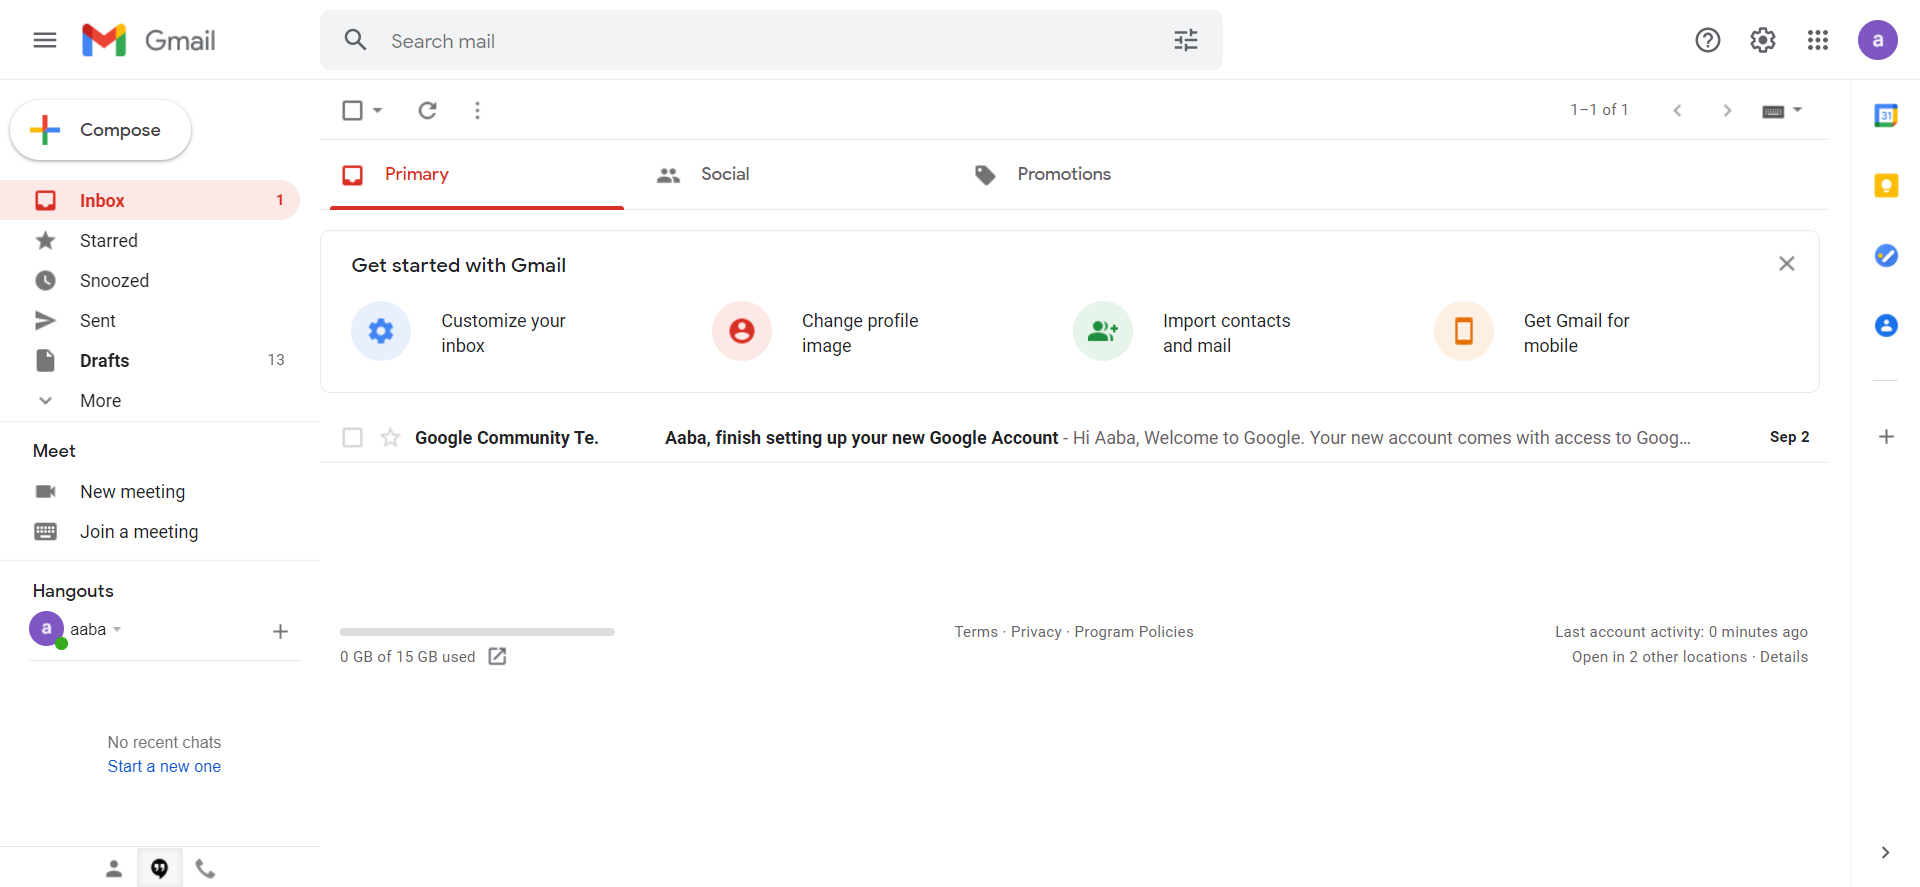 Gmail
Search mail
a
Compose
1–1 of 1
31
Primary
Social
Promotions
Inbox 1
Starred
Snoozed
Sent
Drafts 13
More
Get started with Gmail
Customize your
inbox
Change profile
image
Import contacts
and mail
Get Gmail for
mobile
Google Community Te. Aaba, finish setting up your new Google Account - Hi Aaba, Welcome to Google. Your new account comes with access to Goog... Sep 2
Meet
New meeting
Join a meeting
Hangouts
a aaba
No recent chats
Start a new one
0 GB of 15 GB used
Terms · Privacy · Program Policies
Last account activity: 0 minutes ago
Open in 2 other locations · Details